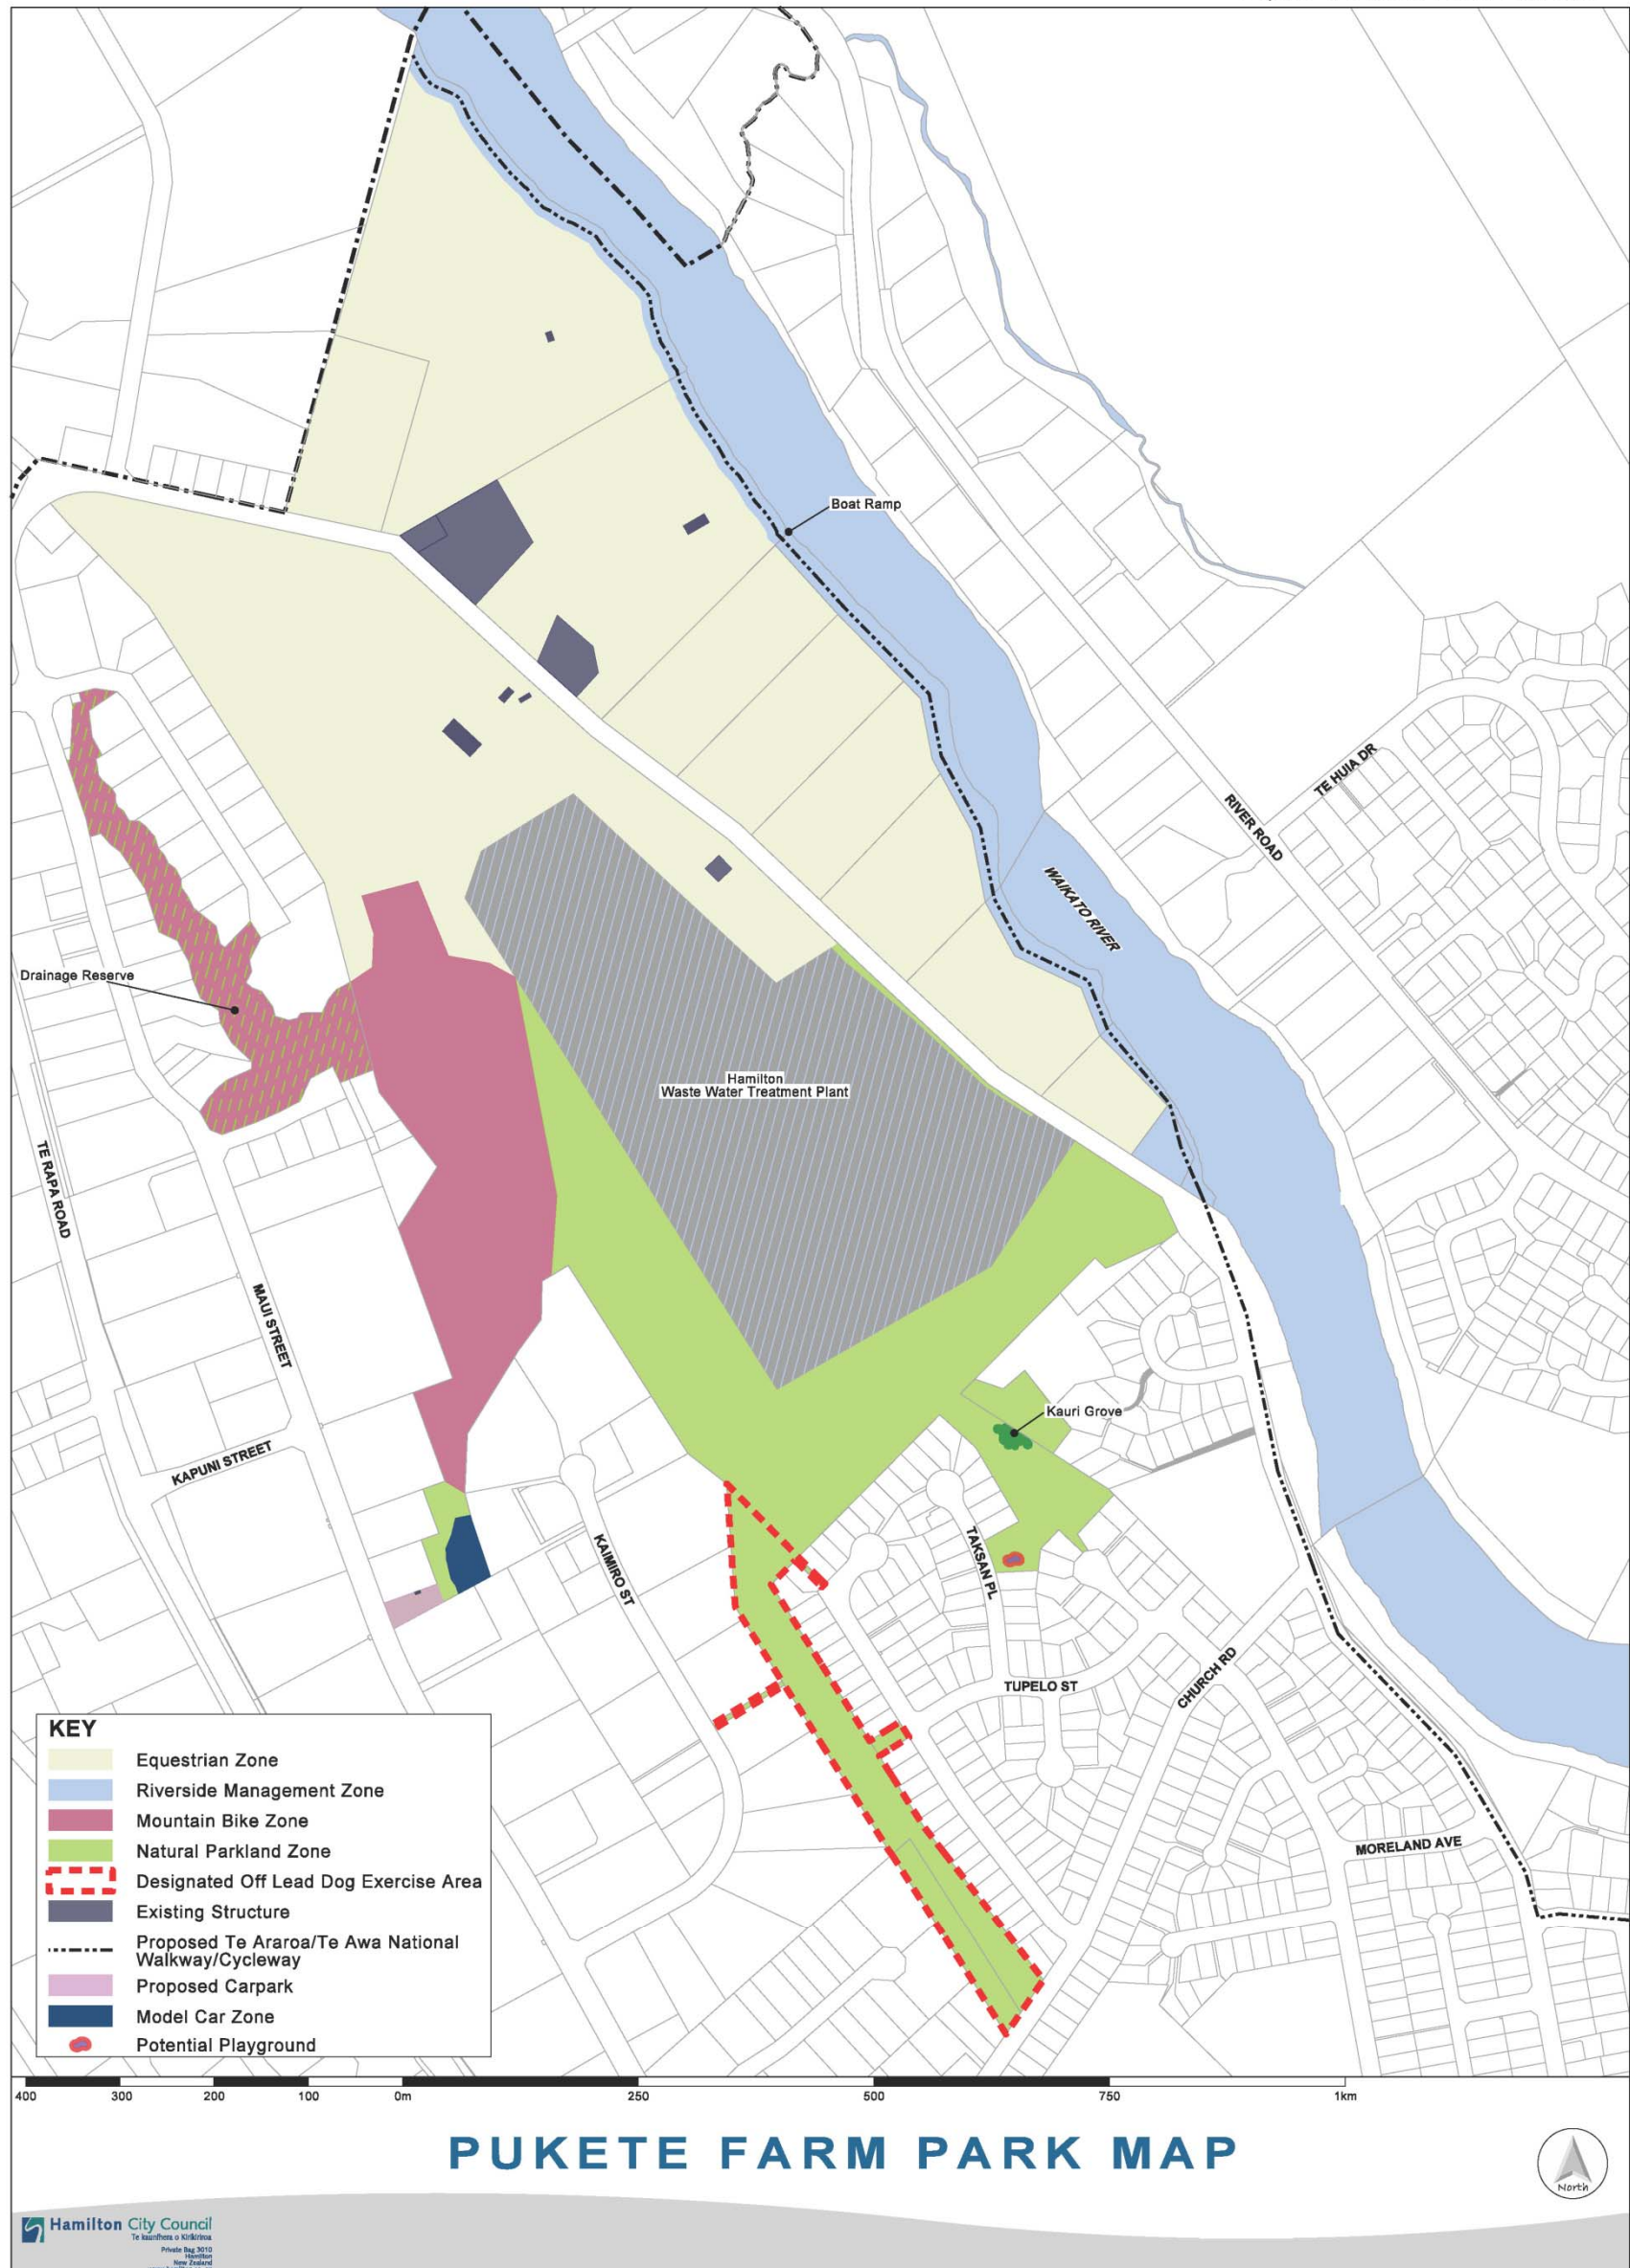 Boat Ramp
TE HUIA DR
RIVER ROAD
WAIKATO RIVER
Drainage Reserve
Hamilton
Waste Water Treatment Plant
TE RAPA ROAD
MAUI STREET
Kauri Grove
KAPUNI STREET
KAIMIRO ST
TAKSAN PL
TUPELO ST
CHURCH RD
MORELAND AVE
KEY
Equestrian Zone
Riverside Management Zone
Mountain Bike Zone
Natural Parkland Zone
Designated Off Lead Dog Exercise Area
Existing Structure
Proposed Te Araroa/Te Awa National
Walkway/Cycleway
Proposed Carpark
Model Car Zone
Potential Playground
400 300 200 100 0m 250 500 750 1km
PUKETE FARM PARK MAP
North
Hamilton City Council
Te kaunihera o Kirikiriroa
Private Bag 3010
Hamilton
New Zealand